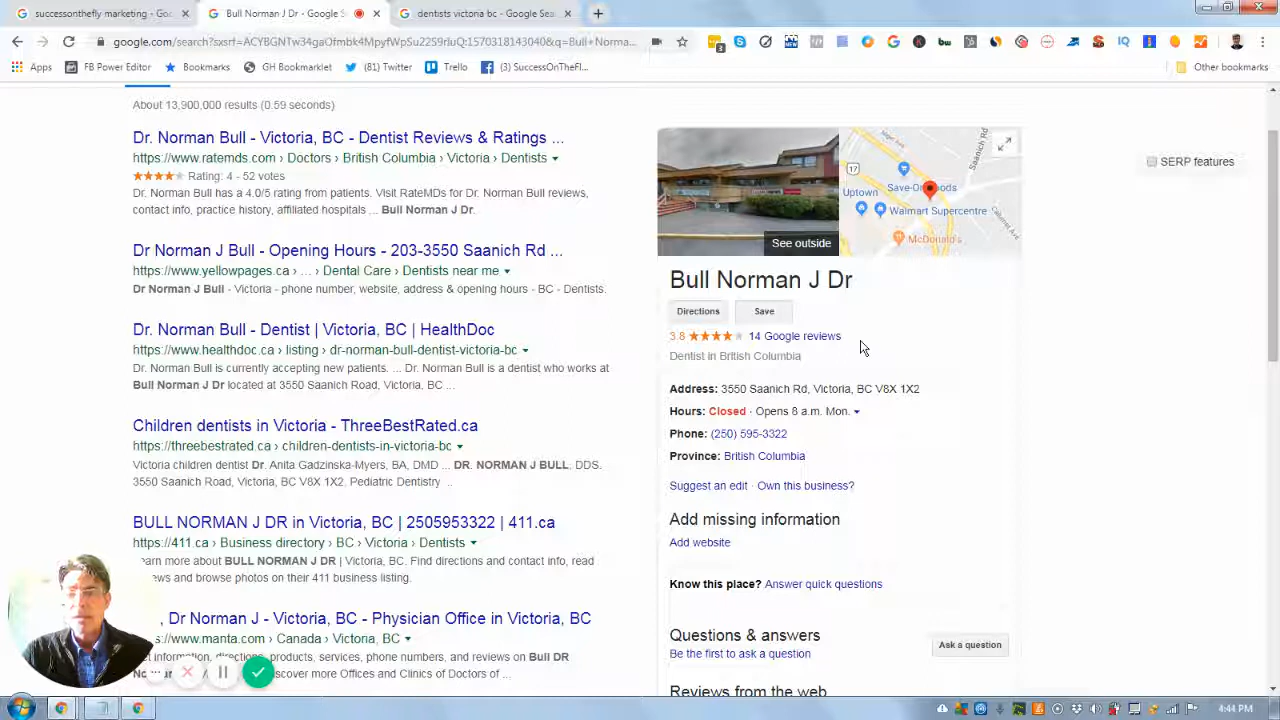 successonthefly marketing - Goo
Bull Norman J Dr - Google S
dentists victoria bc - Google Sea
google.com/search?sxsrf=ACYBGNTw34gaOfmbk4MpyfWpSu22S9rIuQ:1570318143040&q=Bull+Norma...
Apps
FB Power Editor
Bookmarks
GH Bookmarklet
(81) Twitter
Trello
(3) SuccessOnTheFl...
Other bookmarks
About 13,900,000 results (0.59 seconds)
Dr. Norman Bull - Victoria, BC - Dentist Reviews & Ratings ...
https://www.ratemds.com › Doctors › British Columbia › Victoria › Dentists
Rating: 4 - 52 votes
Dr. Norman Bull has a 4.0/5 rating from patients. Visit RateMDs for Dr. Norman Bull reviews,
contact info, practice history, affiliated hospitals ... Bull Norman J Dr.
Dr Norman J Bull - Opening Hours - 203-3550 Saanich Rd ...
https://www.yellowpages.ca › ... › Dental Care › Dentists near me
Dr Norman J Bull - Victoria - phone number, website, address & opening hours - BC - Dentists.
Dr. Norman Bull - Dentist | Victoria, BC | HealthDoc
https://www.healthdoc.ca › listing › dr-norman-bull-dentist-victoria-bc
Dr. Norman Bull is currently accepting new patients. ... Dr. Norman Bull is a dentist who works at
Bull Norman J Dr located at 3550 Saanich Road, Victoria, BC ...
Children dentists in Victoria - ThreeBestRated.ca
https://threebestrated.ca › children-dentists-in-victoria-bc
Victoria children dentist Dr. Anita Gadzinska-Myers, BA, DMD ... DR. NORMAN J BULL, DDS.
3550 Saanich Road, Victoria, BC V8X 1X2. Pediatric Dentistry ...
BULL NORMAN J DR in Victoria, BC | 2505953322 | 411.ca
https://411.ca › Business directory › BC › Victoria › Dentists
earn more about BULL NORMAN J DR | Victoria, BC. Find directions and contact info, read
ews and browse photos on their 411 business listing.
, Dr Norman J - Victoria, BC - Physician Office in Victoria, BC
s://www.manta.com › Canada › Victoria, BC
et information, directions, products, services, phone numbers, and reviews on Bull DR
No scover more Offices and Clinics of Doctors of ...
See outside
17
Uptown
Save-On-Foods
Walmart Supercentre
McDonald's
Saanich Rd
Calumet Ave
Bull Norman J Dr
Directions
Save
3.8
14 Google reviews
Dentist in British Columbia
Address: 3550 Saanich Rd, Victoria, BC V8X 1X2
Hours: Closed · Opens 8 a.m. Mon.
Phone: (250) 595-3322
Province: British Columbia
Suggest an edit · Own this business?
Add missing information
Add website
Know this place? Answer quick questions
Questions & answers
Be the first to ask a question
Ask a question
Reviews from the web
SERP features
4:44 PM